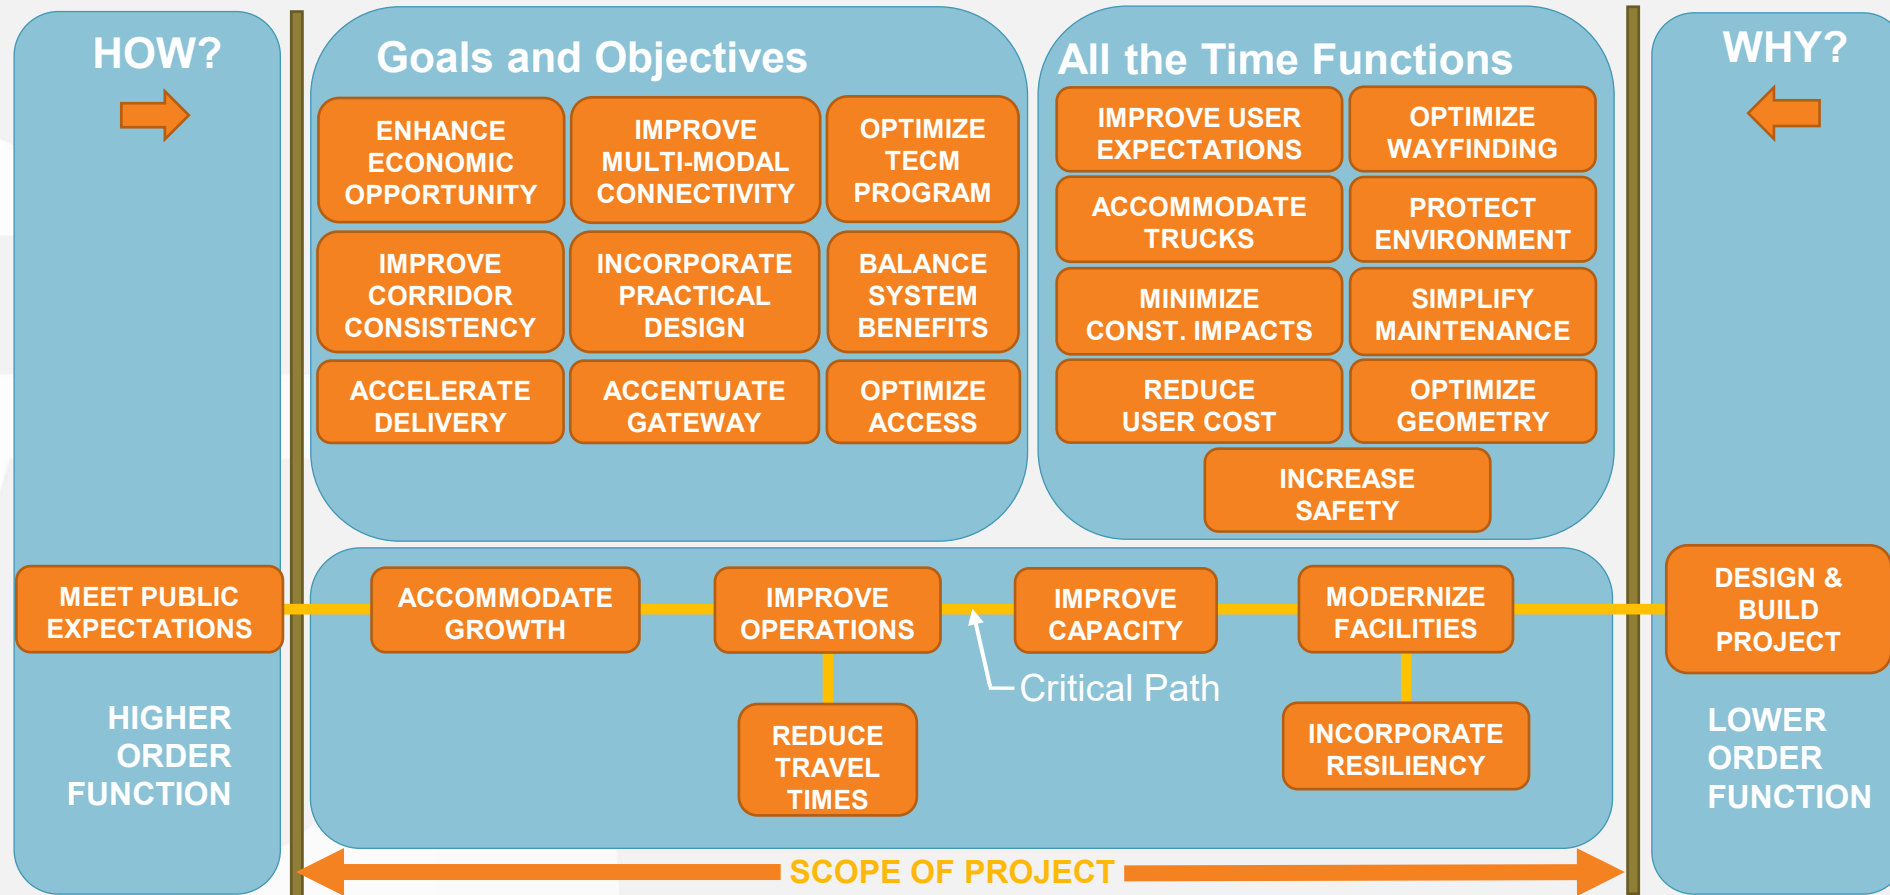 HOW?
Goals and Objectives
ENHANCE
ECONOMIC
OPPORTUNITY
IMPROVE
MULTI-MODAL
CONNECTIVITY
OPTIMIZE
TECM
PROGRAM
IMPROVE
CORRIDOR
CONSISTENCY
INCORPORATE
PRACTICAL
DESIGN
BALANCE
SYSTEM
BENEFITS
ACCELERATE
DELIVERY
ACCENTUATE
GATEWAY
OPTIMIZE
ACCESS
All the Time Functions
IMPROVE USER
EXPECTATIONS
OPTIMIZE
WAYFINDING
ACCOMMODATE
TRUCKS
PROTECT
ENVIRONMENT
MINIMIZE
CONST. IMPACTS
SIMPLIFY
MAINTENANCE
REDUCE
USER COST
OPTIMIZE
GEOMETRY
INCREASE
SAFETY
WHY?
MEET PUBLIC
EXPECTATIONS
ACCOMMODATE
GROWTH
IMPROVE
OPERATIONS
IMPROVE
CAPACITY
MODERNIZE
FACILITIES
DESIGN &
BUILD
PROJECT
Critical Path
REDUCE
TRAVEL
TIMES
INCORPORATE
RESILIENCY
HIGHER
ORDER
FUNCTION
LOWER
ORDER
FUNCTION
SCOPE OF PROJECT